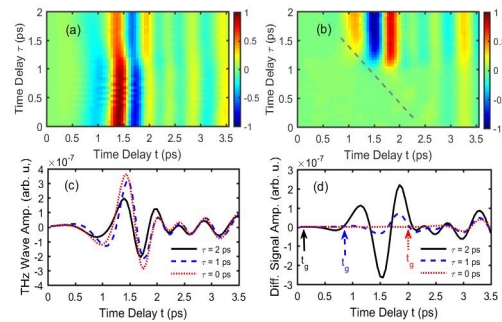 (a)
Time Delay τ (ps)
2
1.5
1
0.5
0
0 0.5 1 1.5 2 2.5 3 3.5
Time Delay t (ps)
1
0.5
0
-0.5
-1
(b)
Time Delay τ (ps)
2
1.5
1
0.5
0
0 0.5 1 1.5 2 2.5 3 3.5
Time Delay t (ps)
1
0.5
0
-0.5
-1
×10⁻⁷
(c)
THz Wave Amp. (arb. u.)
4
3
2
1
0
-1
-2
-3
-4
τ = 2 ps
τ = 1 ps
τ = 0 ps
0 0.5 1 1.5 2 2.5 3 3.5
Time Delay t (ps)
×10⁻⁷
(d)
Diff. Signal Amp. (arb. u.)
3
2
1
0
-1
-2
-3
t_g
t_g
t_g
τ = 2 ps
τ = 1 ps
τ = 0 ps
0 0.5 1 1.5 2 2.5 3 3.5
Time Delay t (ps)